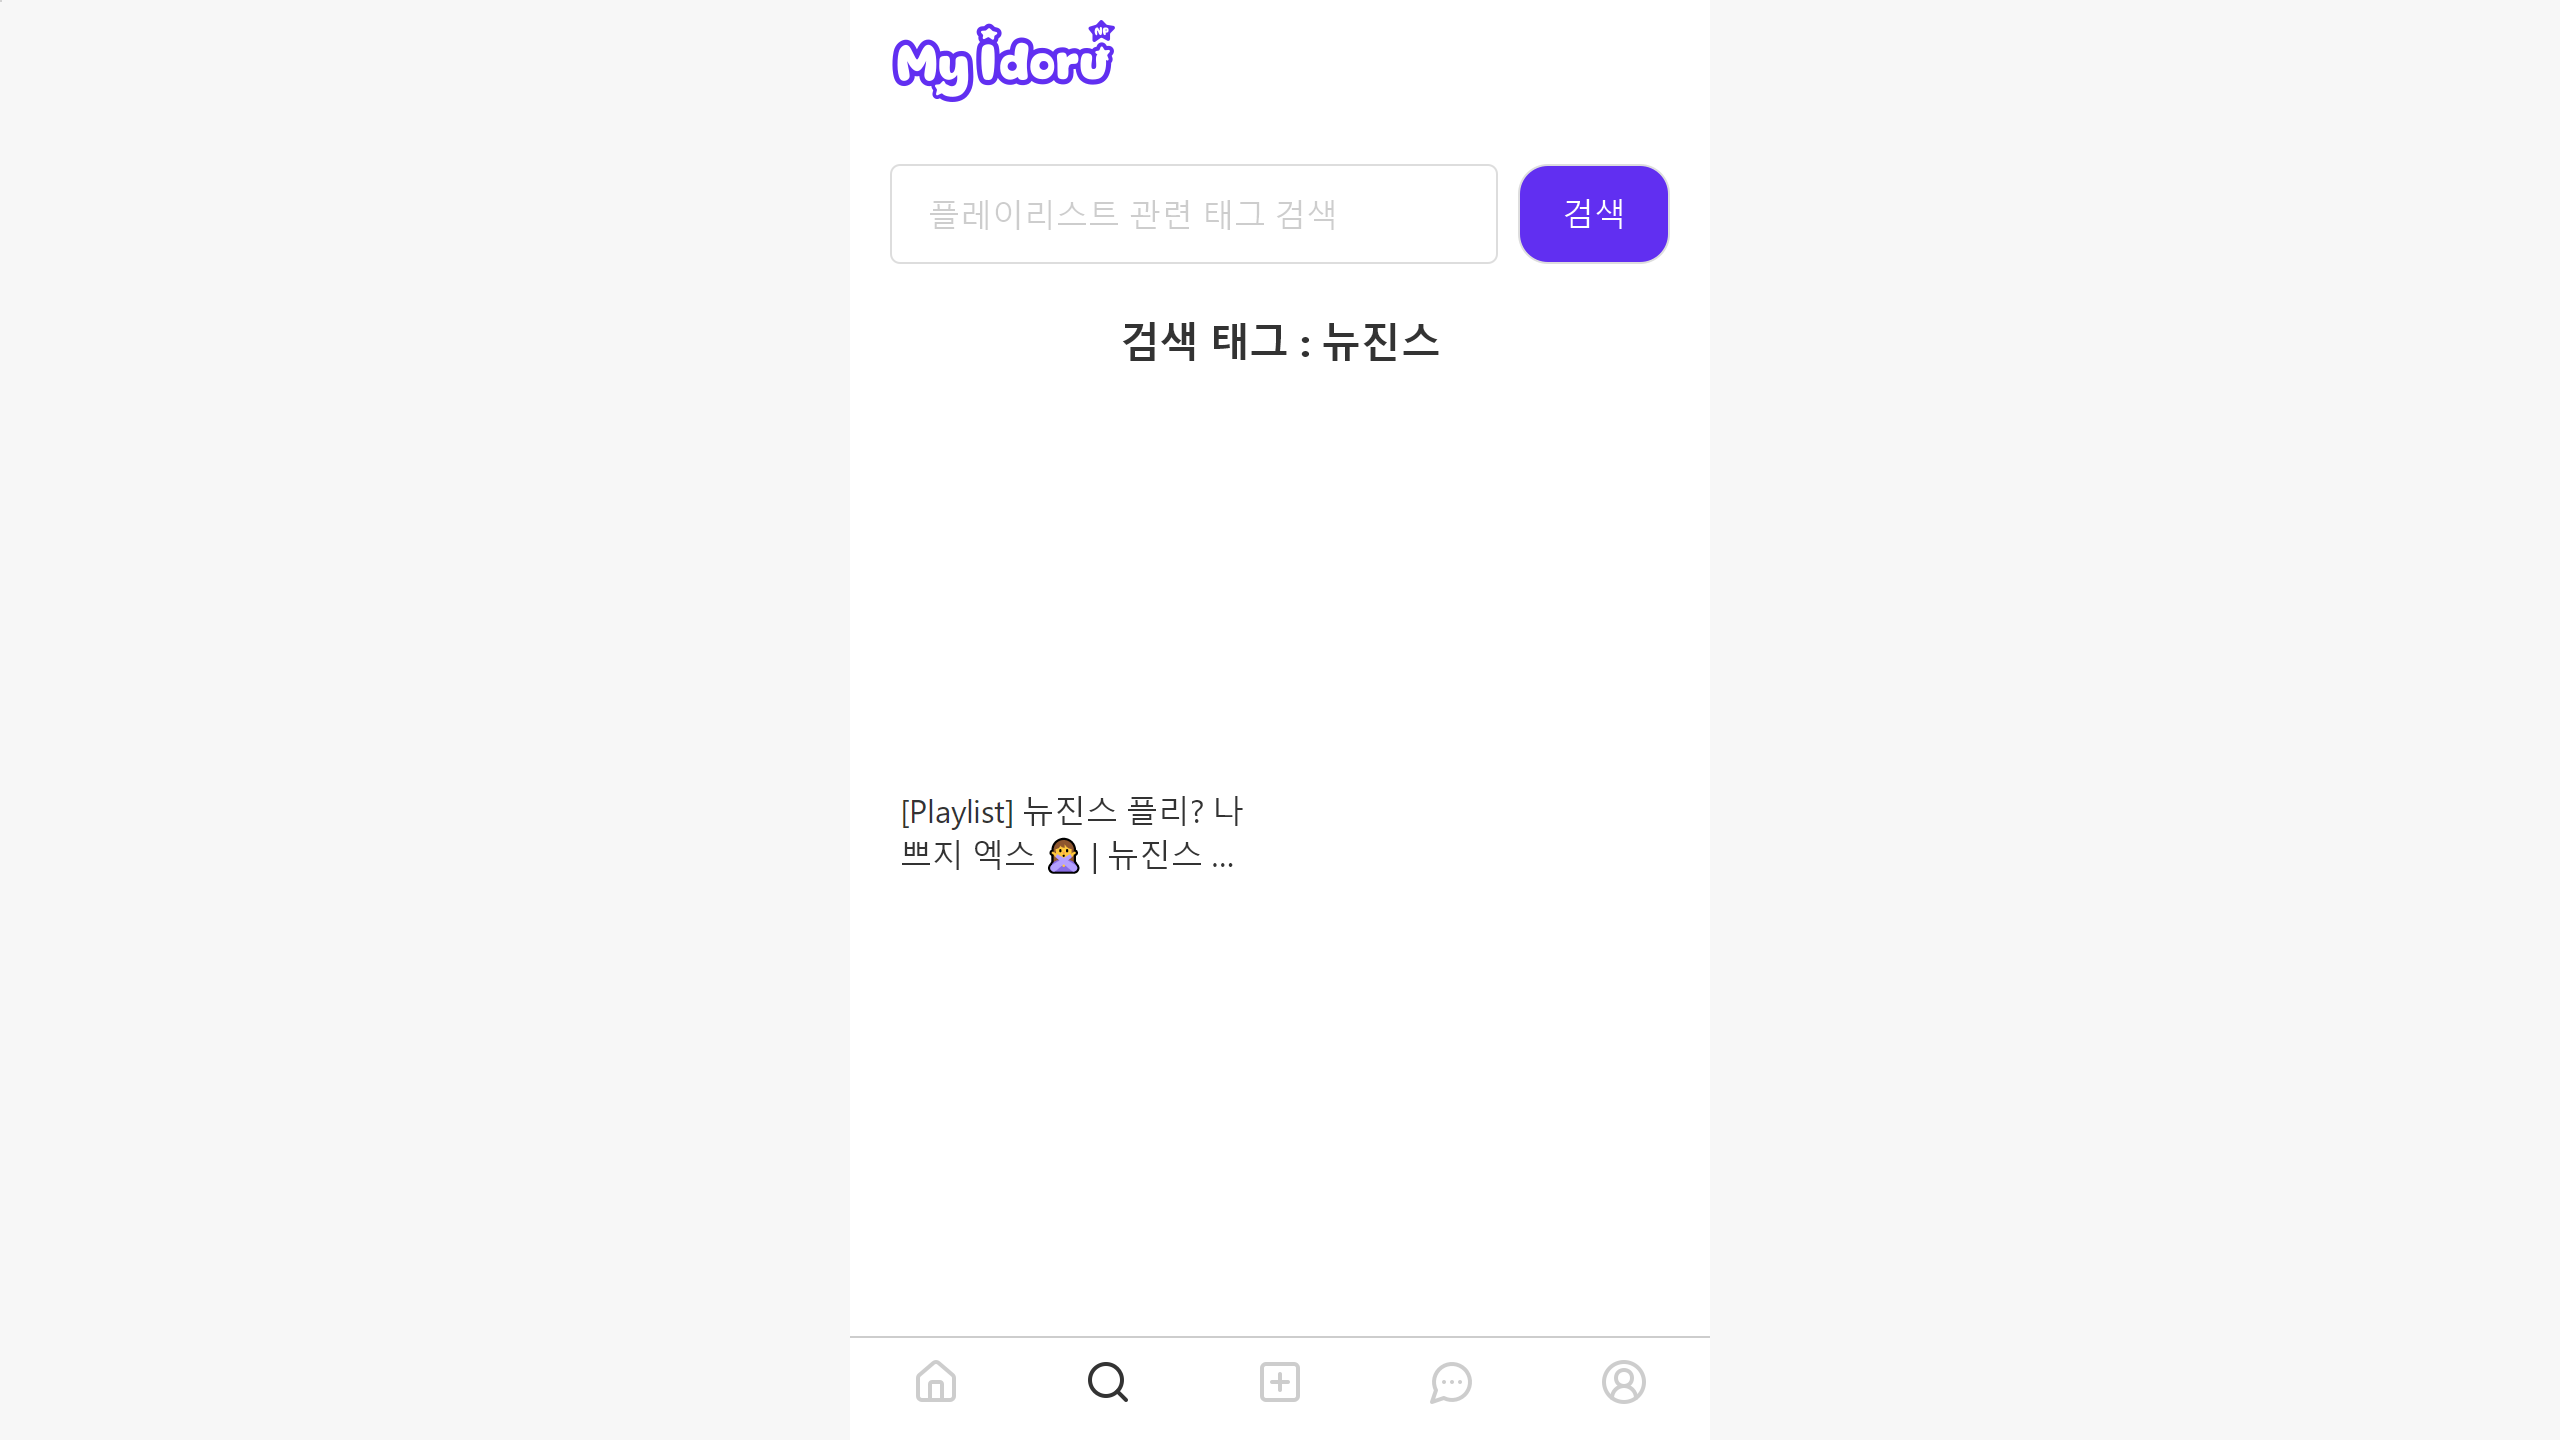 My Idoru
Ne
플레이리스트 관련 태그 검색
검색
검색 태그 : 뉴진스
[Playlist] 뉴진스 플리? 나
쁘지 엑스 🙅‍♀️ | 뉴진스 ...